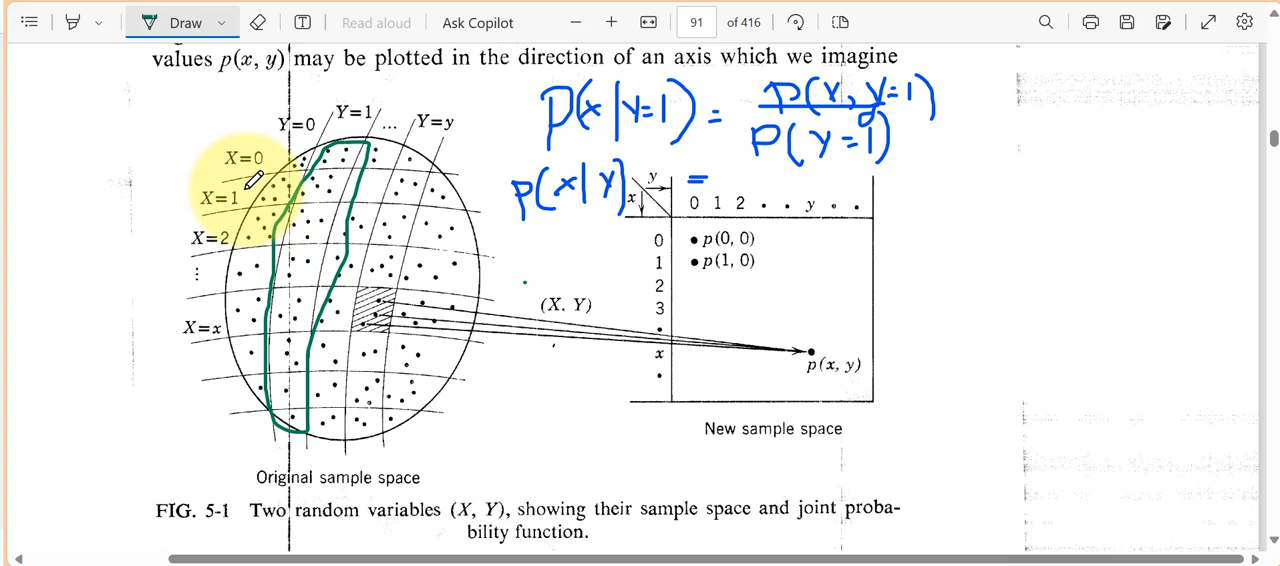 Draw
Read aloud
Ask Copilot
91
of 416
values p(x, y) may be plotted in the direction of an axis which we imagine
P(x|y=1) = p(x, y=1)
P(y=1)
p(x|y) =
Y=0
Y=1
...
Y=y
X=0
X=1
X=2
⋮
X=x
y
x
0 1 2 . . y . .
0
1
2
3
.
x
.
p(0, 0)
p(1, 0)
(X, Y)
p(x, y)
New sample space
Original sample space
FIG. 5-1 Two random variables (X, Y), showing their sample space and joint proba-
bility function.